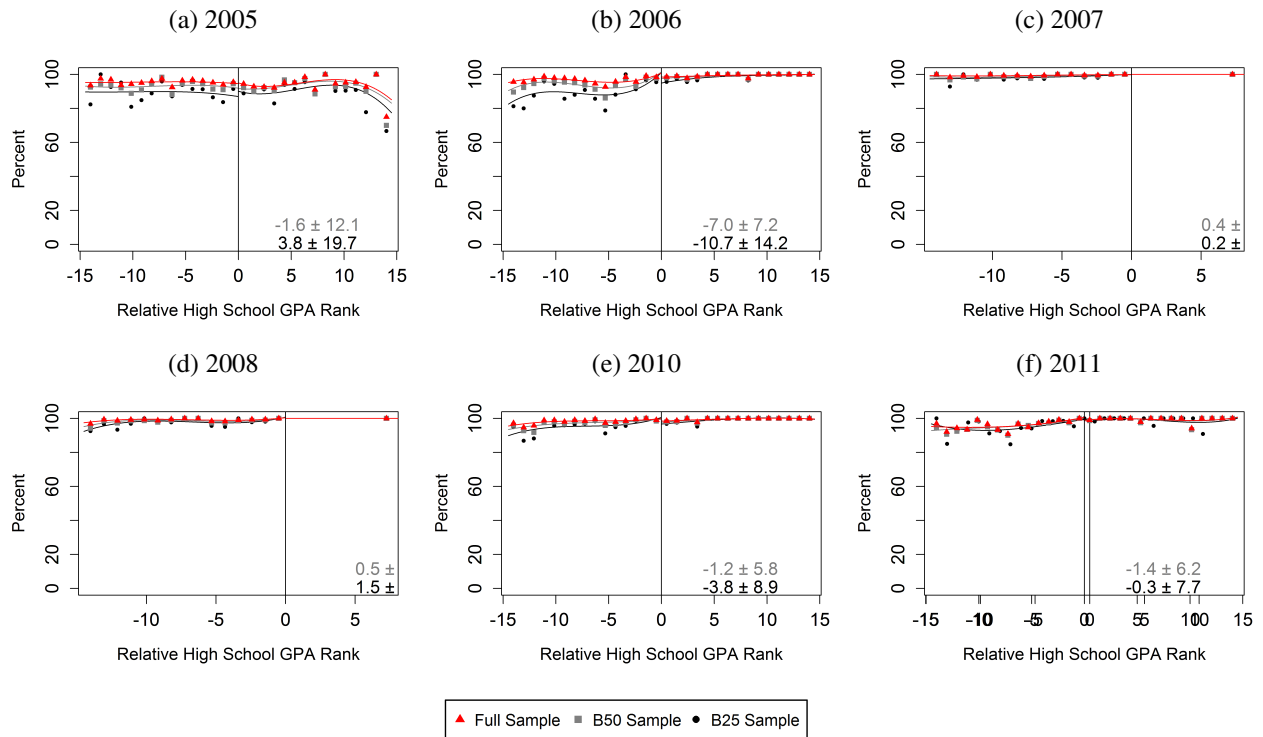 (a) 2005
Percent
100
60
20
0
-1.6 ± 12.1
3.8 ± 19.7
-15 -10 -5 0 5 10 15
Relative High School GPA Rank
(b) 2006
Percent
100
60
20
0
-7.0 ± 7.2
-10.7 ± 14.2
-15 -10 -5 0 5 10 15
Relative High School GPA Rank
(c) 2007
Percent
100
60
20
0
0.4 ±
0.2 ±
-10 -5 0 5
Relative High School GPA Rank
(d) 2008
Percent
100
60
20
0
0.5 ±
1.5 ±
-10 -5 0 5
Relative High School GPA Rank
(e) 2010
Percent
100
60
20
0
-1.2 ± 5.8
-3.8 ± 8.9
-15 -10 -5 0 5 10 15
Relative High School GPA Rank
(f) 2011
Percent
100
60
20
0
-1.4 ± 6.2
-0.3 ± 7.7
-15 -10 -5 0 5 10 15
Relative High School GPA Rank
Full Sample B50 Sample B25 Sample